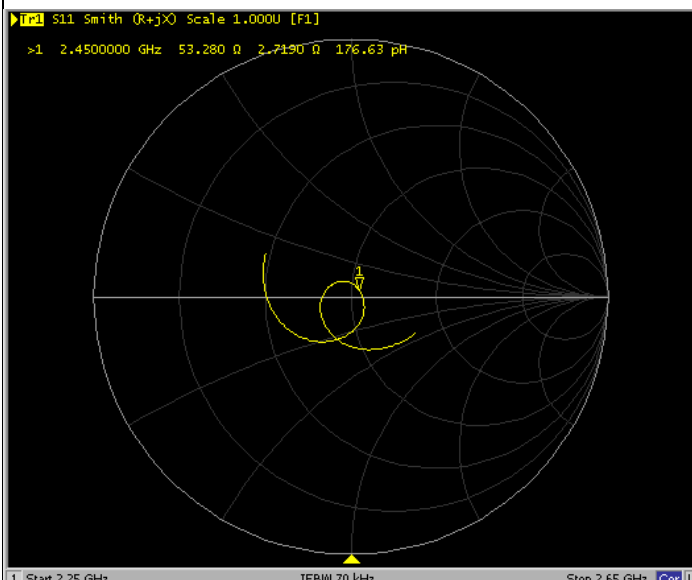 Tr1 S11 Smith (R+jX) Scale 1.000U [F1]
>1 2.4500000 GHz 53.280 Ω 2.7190 Ω 176.63 pH
1
1 Start 2.25 GHz IFBW 70 kHz Stop 2.65 GHz Cor